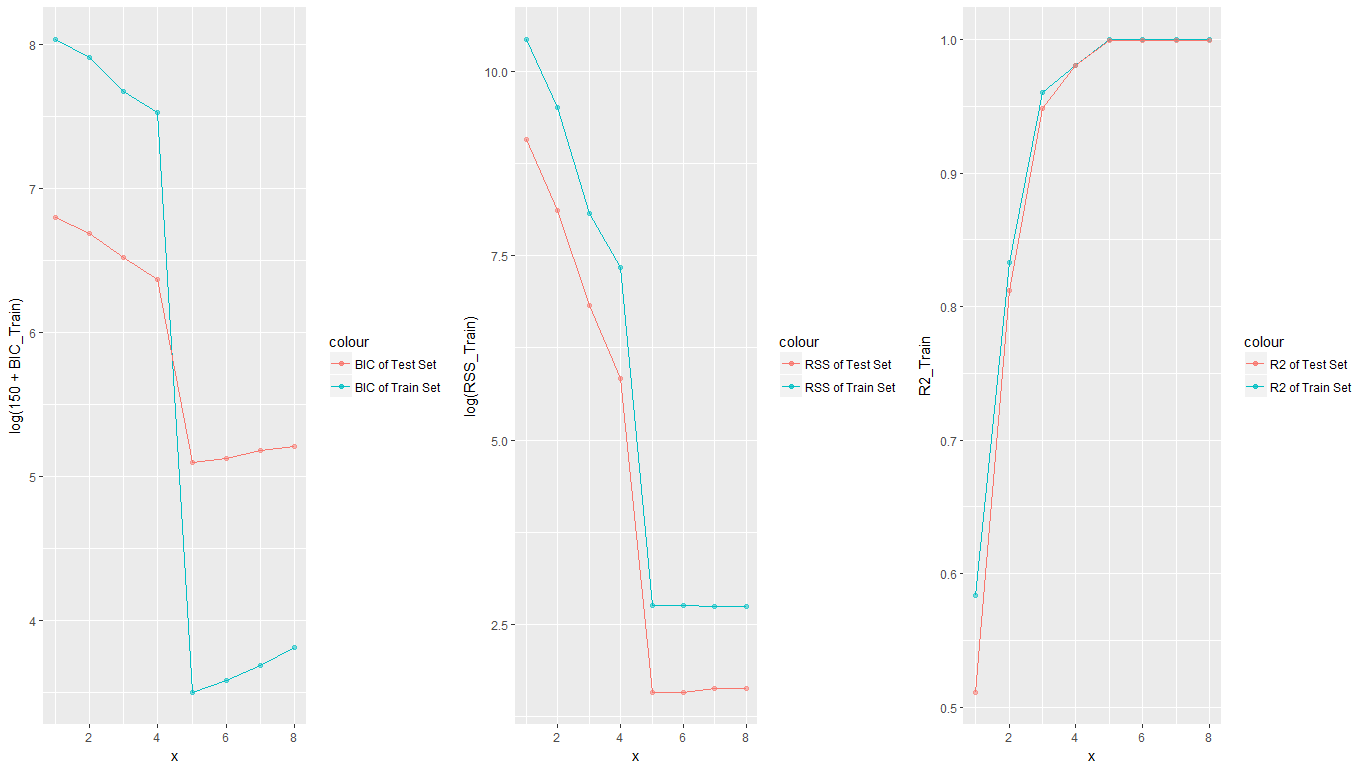 log(150 + BIC_Train)
8
7
6
5
4
2
4
6
8
x
colour
BIC of Test Set
BIC of Train Set
log(RSS_Train)
10.0
7.5
5.0
2.5
2
4
6
8
x
colour
RSS of Test Set
RSS of Train Set
R2_Train
1.0
0.9
0.8
0.7
0.6
0.5
2
4
6
8
x
colour
R2 of Test Set
R2 of Train Set